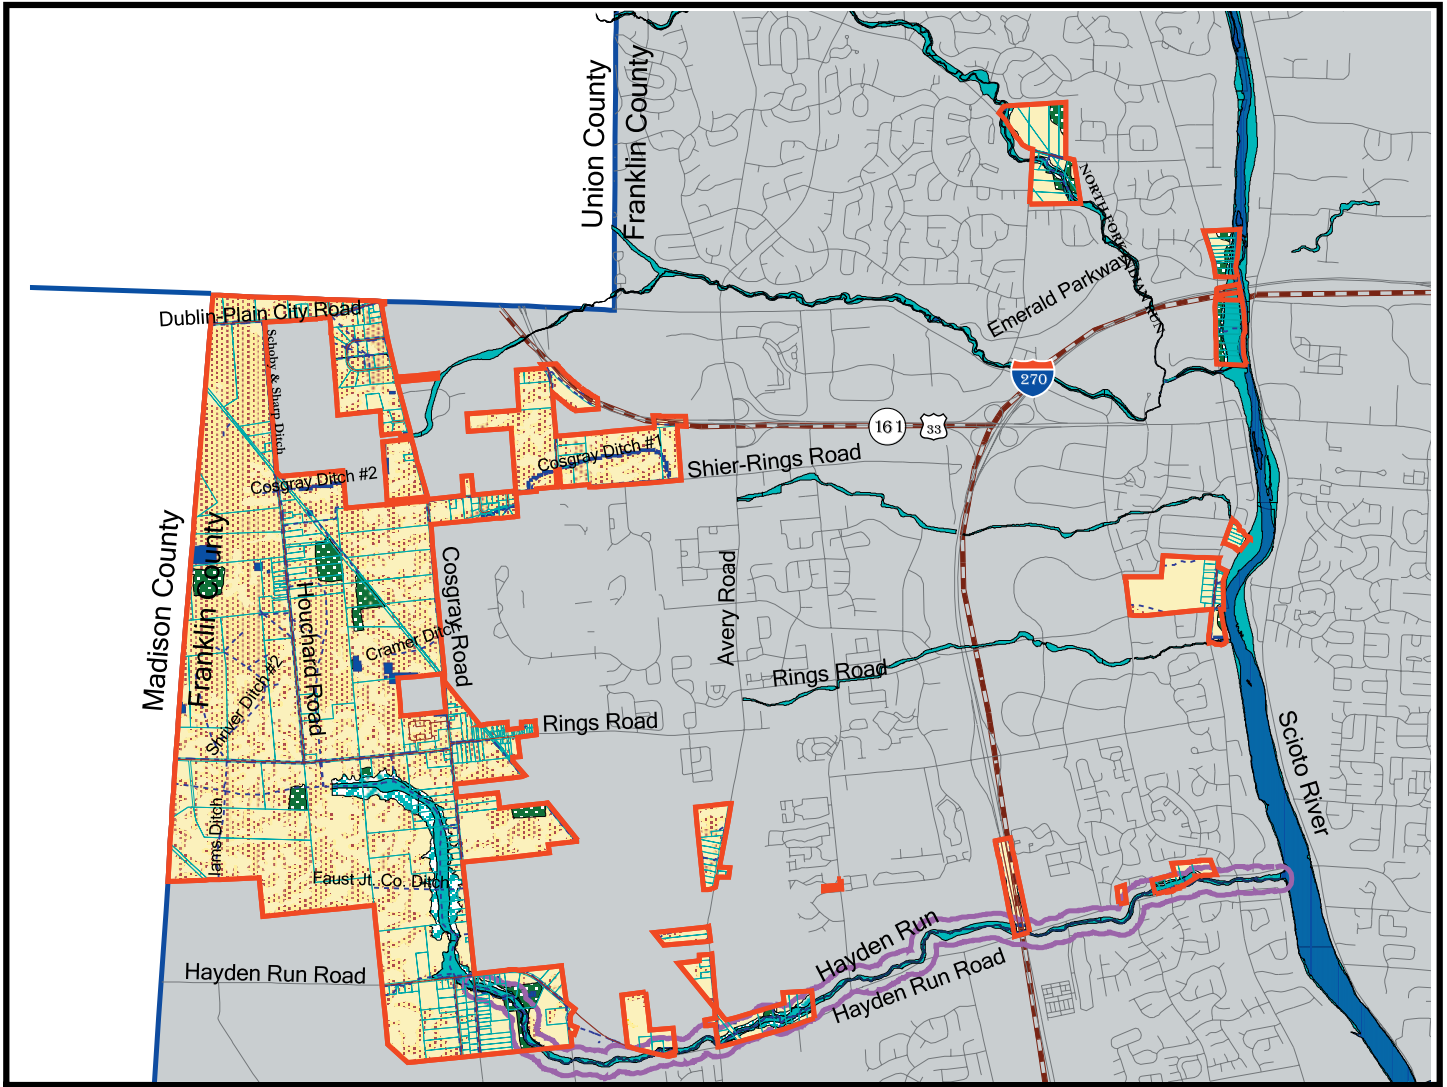 Union County
Franklin County
NORTH FORK INDIAN RUN
Emerald Parkway
Dublin-Plain City Road
Schoby & Sharp Ditch
270
161
33
Cosgray Ditch #1
Shier-Rings Road
Cosgray Ditch #2
Madison County
Franklin County
Houchard Road
Cosgray Road
Avery Road
Cramer Ditch
Shriver Ditch #2
Rings Road
Rings Road
Scioto River
Iams Ditch
Faust Jt. Co. Ditch
Hayden Run
Hayden Run Road
Hayden Run Road